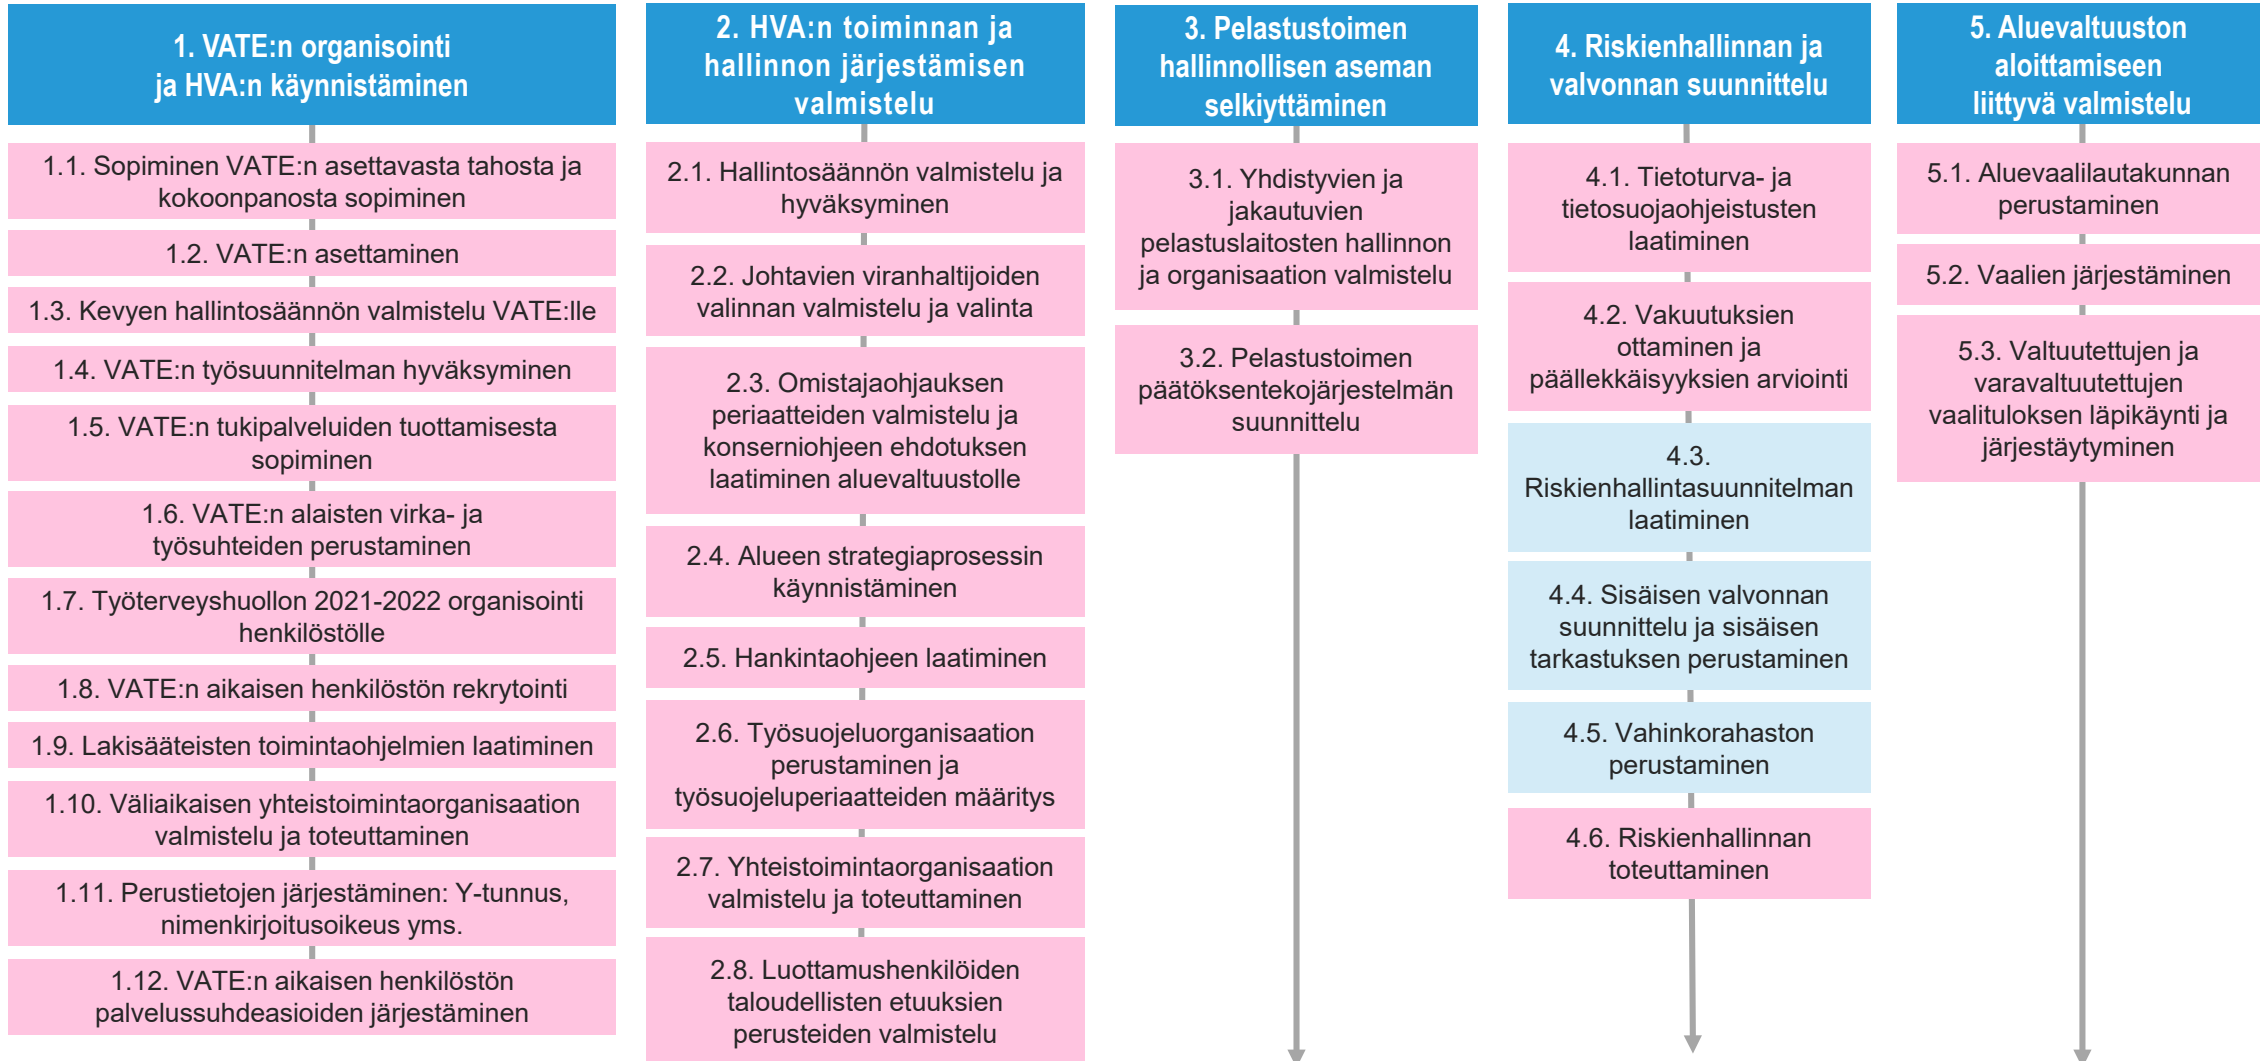 1. VATE:n organisointi
ja HVA:n käynnistäminen
1.1. Sopiminen VATE:n asettavasta tahosta ja
kokoonpanosta sopiminen
1.2. VATE:n asettaminen
1.3. Kevyen hallintosäännön valmistelu VATE:lle
1.4. VATE:n työsuunnitelman hyväksyminen
1.5. VATE:n tukipalveluiden tuottamisesta
sopiminen
1.6. VATE:n alaisten virka- ja
työsuhteiden perustaminen
1.7. Työterveyshuollon 2021-2022 organisointi
henkilöstölle
1.8. VATE:n aikaisen henkilöstön rekrytointi
1.9. Lakisääteisten toimintaohjelmien laatiminen
1.10. Väliaikaisen yhteistoimintaorganisaation
valmistelu ja toteuttaminen
1.11. Perustietojen järjestäminen: Y-tunnus,
nimenkirjoitusoikeus yms.
1.12. VATE:n aikaisen henkilöstön
palvelussuhdeasioiden järjestäminen
2. HVA:n toiminnan ja
hallinnon järjestämisen
valmistelu
2.1. Hallintosäännön valmistelu ja
hyväksyminen
2.2. Johtavien viranhaltijoiden
valinnan valmistelu ja valinta
2.3. Omistajaohjauksen
periaatteiden valmistelu ja
konserniohjeen ehdotuksen
laatiminen aluevaltuustolle
2.4. Alueen strategiaprosessin
käynnistäminen
2.5. Hankintaohjeen laatiminen
2.6. Työsuojeluorganisaation
perustaminen ja
työsuojeluperiaatteiden määritys
2.7. Yhteistoimintaorganisaation
valmistelu ja toteuttaminen
2.8. Luottamushenkilöiden
taloudellisten etuuksien
perusteiden valmistelu
3. Pelastustoimen
hallinnollisen aseman
selkiyttäminen
3.1. Yhdistyvien ja
jakautuvien
pelastuslaitosten hallinnon
ja organisaation valmistelu
3.2. Pelastustoimen
päätöksentekojärjestelmän
suunnittelu
4. Riskienhallinnan ja
valvonnan suunnittelu
4.1. Tietoturva- ja
tietosuojaohjeistusten
laatiminen
4.2. Vakuutuksien
ottaminen ja
päällekkäisyyksien arviointi
4.3.
Riskienhallintasuunnitelman
laatiminen
4.4. Sisäisen valvonnan
suunnittelu ja sisäisen
tarkastuksen perustaminen
4.5. Vahinkorahaston
perustaminen
4.6. Riskienhallinnan
toteuttaminen
5. Aluevaltuuston
aloittamiseen
liittyvä valmistelu
5.1. Aluevaalilautakunnan
perustaminen
5.2. Vaalien järjestäminen
5.3. Valtuutettujen ja
varavaltuutettujen
vaalituloksen läpikäynti ja
järjestäytyminen